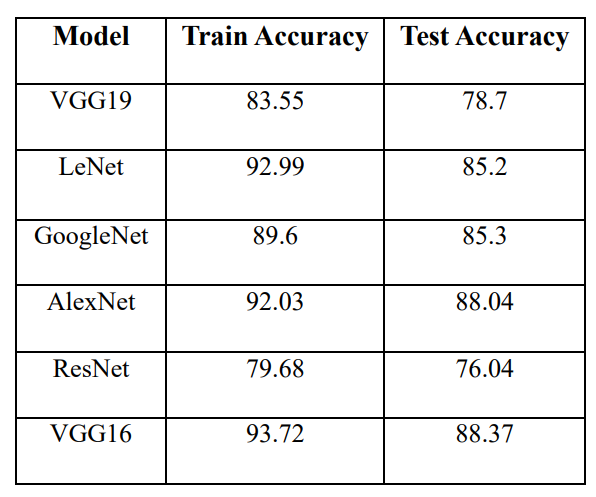 Model Train Accuracy Test Accuracy
VGG19 83.55 78.7
LeNet 92.99 85.2
GoogleNet 89.6 85.3
AlexNet 92.03 88.04
ResNet 79.68 76.04
VGG16 93.72 88.37